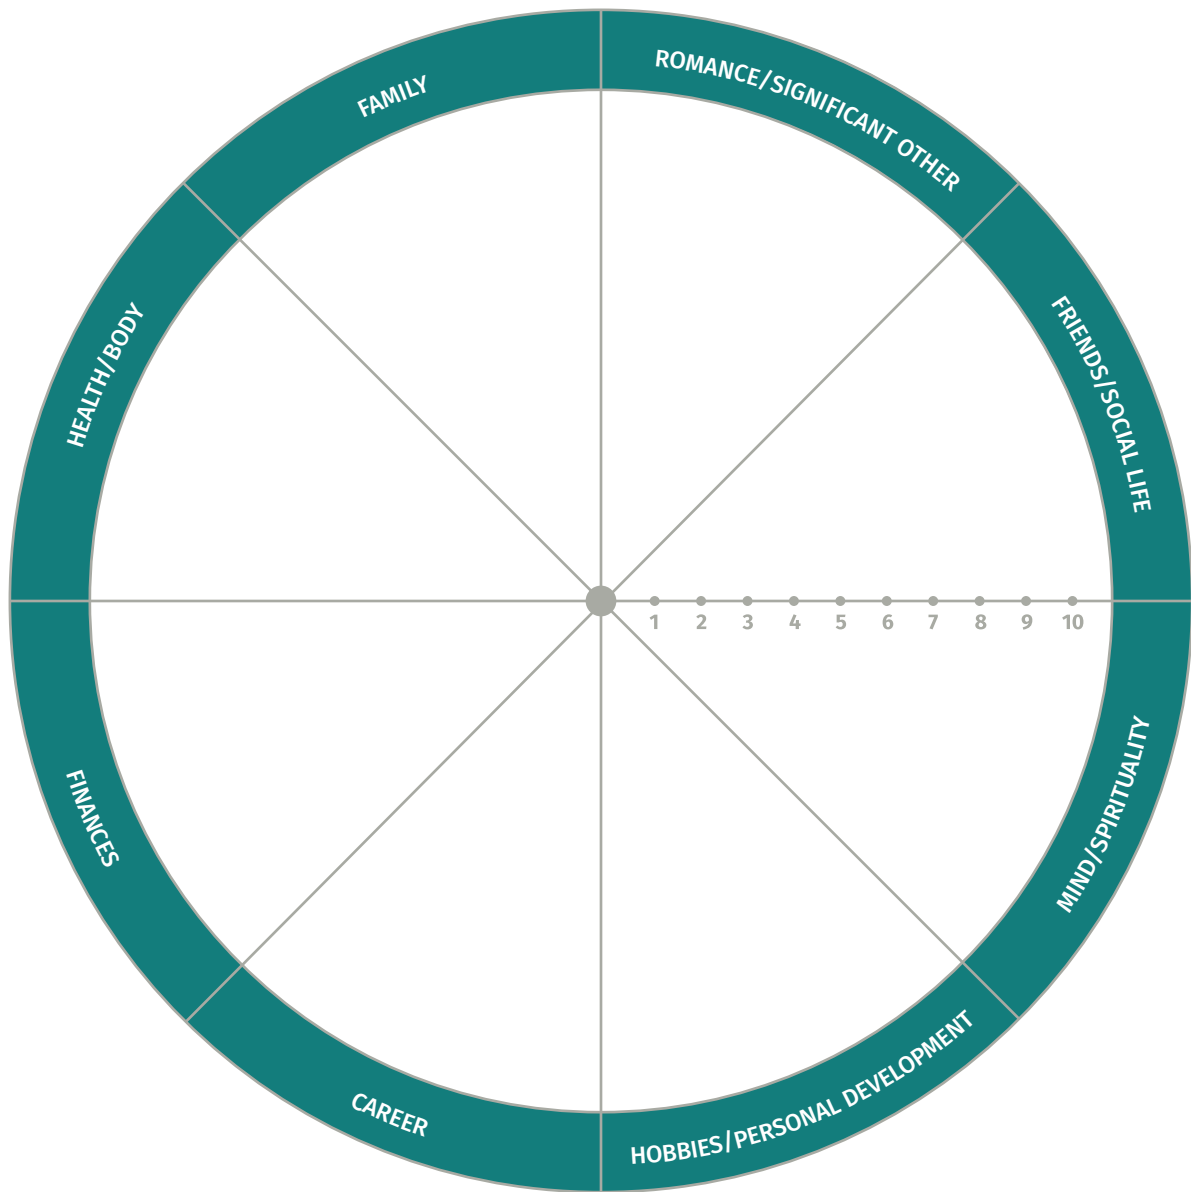 FAMILY
ROMANCE/SIGNIFICANT OTHER
HEALTH/BODY
FRIENDS/SOCIAL LIFE
1 2 3 4 5 6 7 8 9 10
FINANCES
MIND/SPIRITUALITY
CAREER
HOBBIES/PERSONAL DEVELOPMENT